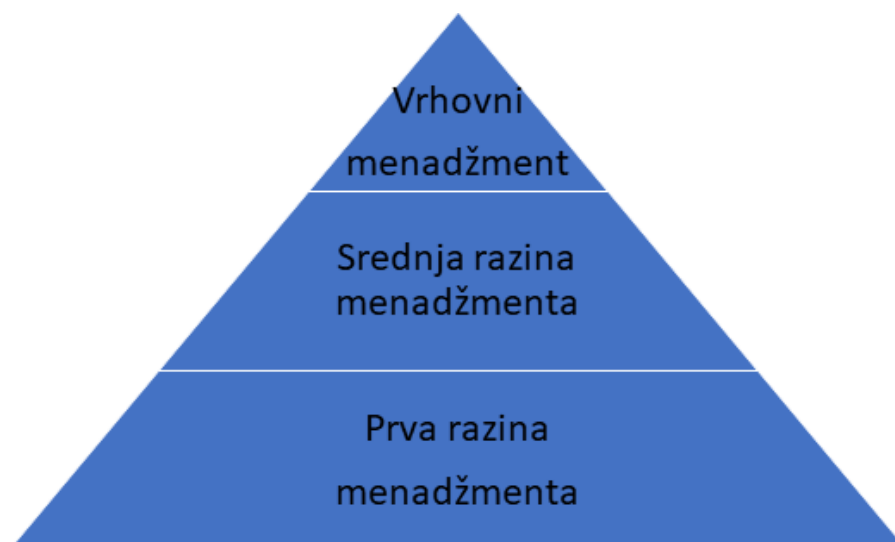 Vrhovni
menadžment
Srednja razina
menadžmenta
Prva razina
menadžmenta